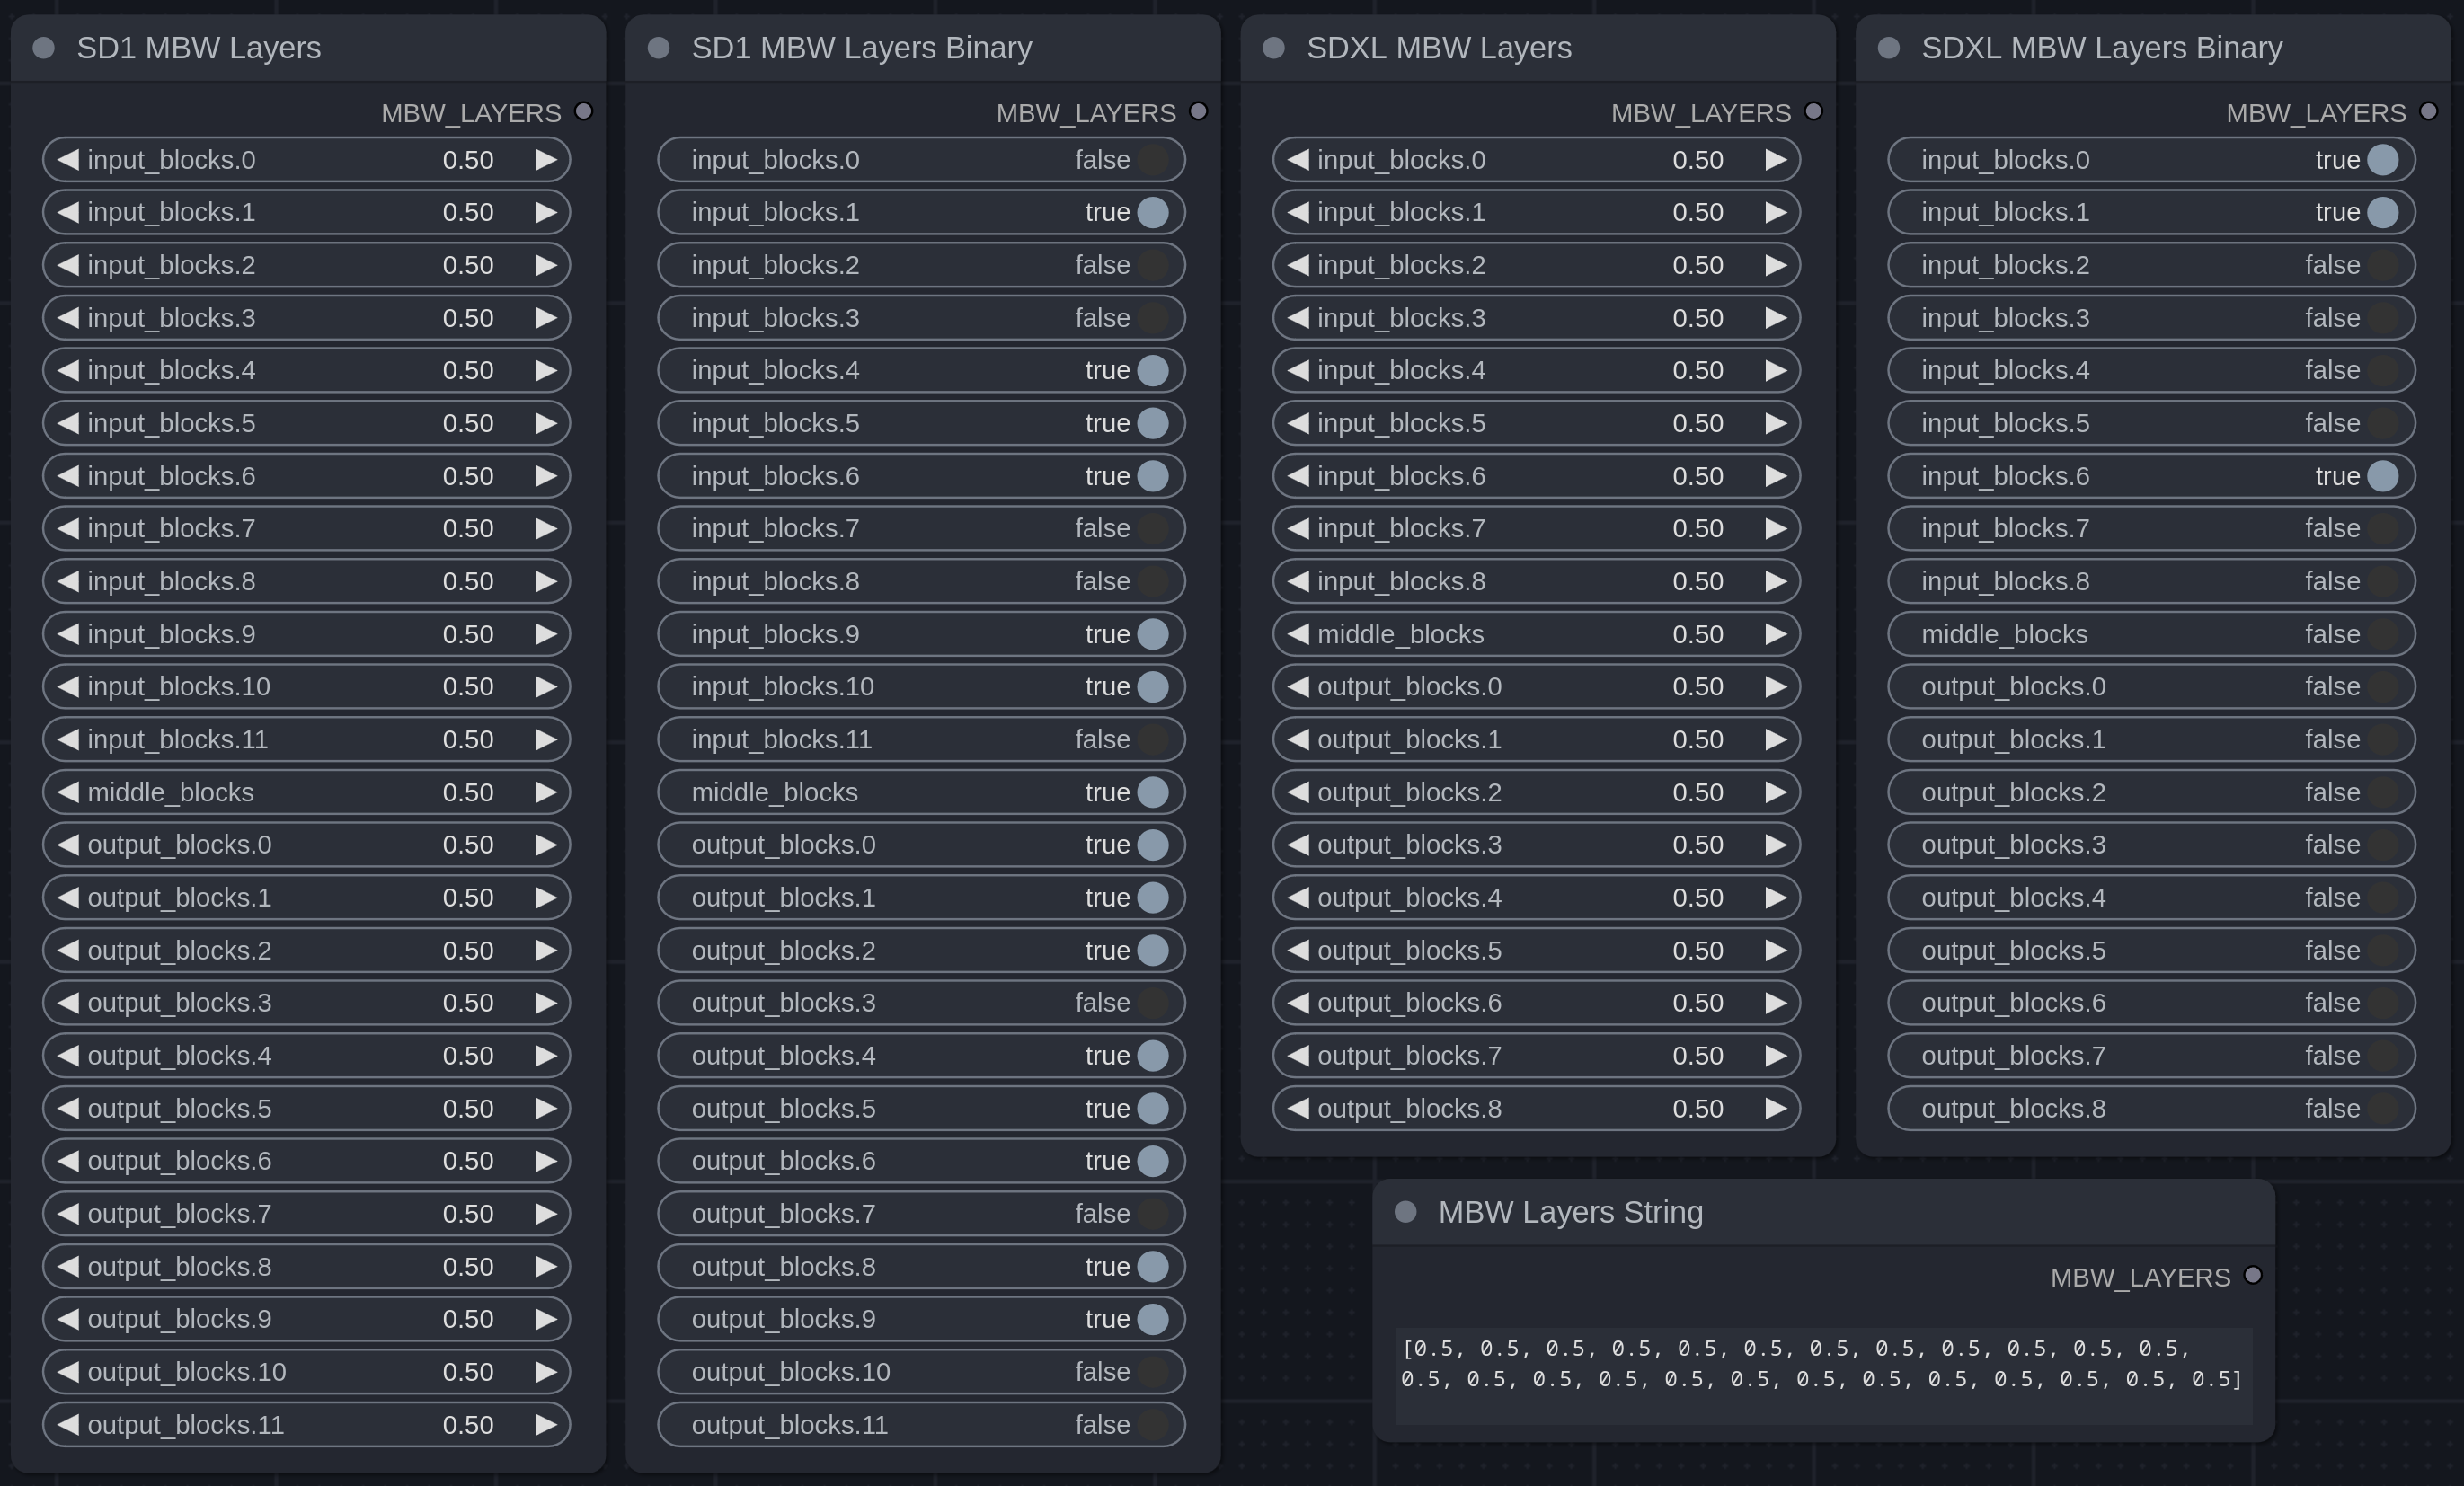 SD1 MBW Layers
MBW_LAYERS
input_blocks.0 0.50
input_blocks.1 0.50
input_blocks.2 0.50
input_blocks.3 0.50
input_blocks.4 0.50
input_blocks.5 0.50
input_blocks.6 0.50
input_blocks.7 0.50
input_blocks.8 0.50
input_blocks.9 0.50
input_blocks.10 0.50
input_blocks.11 0.50
middle_blocks 0.50
output_blocks.0 0.50
output_blocks.1 0.50
output_blocks.2 0.50
output_blocks.3 0.50
output_blocks.4 0.50
output_blocks.5 0.50
output_blocks.6 0.50
output_blocks.7 0.50
output_blocks.8 0.50
output_blocks.9 0.50
output_blocks.10 0.50
output_blocks.11 0.50
SD1 MBW Layers Binary
MBW_LAYERS
input_blocks.0 false
input_blocks.1 true
input_blocks.2 false
input_blocks.3 false
input_blocks.4 true
input_blocks.5 true
input_blocks.6 true
input_blocks.7 false
input_blocks.8 false
input_blocks.9 true
input_blocks.10 true
input_blocks.11 false
middle_blocks true
output_blocks.0 true
output_blocks.1 true
output_blocks.2 true
output_blocks.3 false
output_blocks.4 true
output_blocks.5 true
output_blocks.6 true
output_blocks.7 false
output_blocks.8 true
output_blocks.9 true
output_blocks.10 false
output_blocks.11 false
SDXL MBW Layers
MBW_LAYERS
input_blocks.0 0.50
input_blocks.1 0.50
input_blocks.2 0.50
input_blocks.3 0.50
input_blocks.4 0.50
input_blocks.5 0.50
input_blocks.6 0.50
input_blocks.7 0.50
input_blocks.8 0.50
middle_blocks 0.50
output_blocks.0 0.50
output_blocks.1 0.50
output_blocks.2 0.50
output_blocks.3 0.50
output_blocks.4 0.50
output_blocks.5 0.50
output_blocks.6 0.50
output_blocks.7 0.50
output_blocks.8 0.50
SDXL MBW Layers Binary
MBW_LAYERS
input_blocks.0 true
input_blocks.1 true
input_blocks.2 false
input_blocks.3 false
input_blocks.4 false
input_blocks.5 false
input_blocks.6 true
input_blocks.7 false
input_blocks.8 false
middle_blocks false
output_blocks.0 false
output_blocks.1 false
output_blocks.2 false
output_blocks.3 false
output_blocks.4 false
output_blocks.5 false
output_blocks.6 false
output_blocks.7 false
output_blocks.8 false
MBW Layers String
MBW_LAYERS
[0.5, 0.5, 0.5, 0.5, 0.5, 0.5, 0.5, 0.5, 0.5, 0.5, 0.5, 0.5,
0.5, 0.5, 0.5, 0.5, 0.5, 0.5, 0.5, 0.5, 0.5, 0.5, 0.5, 0.5, 0.5]